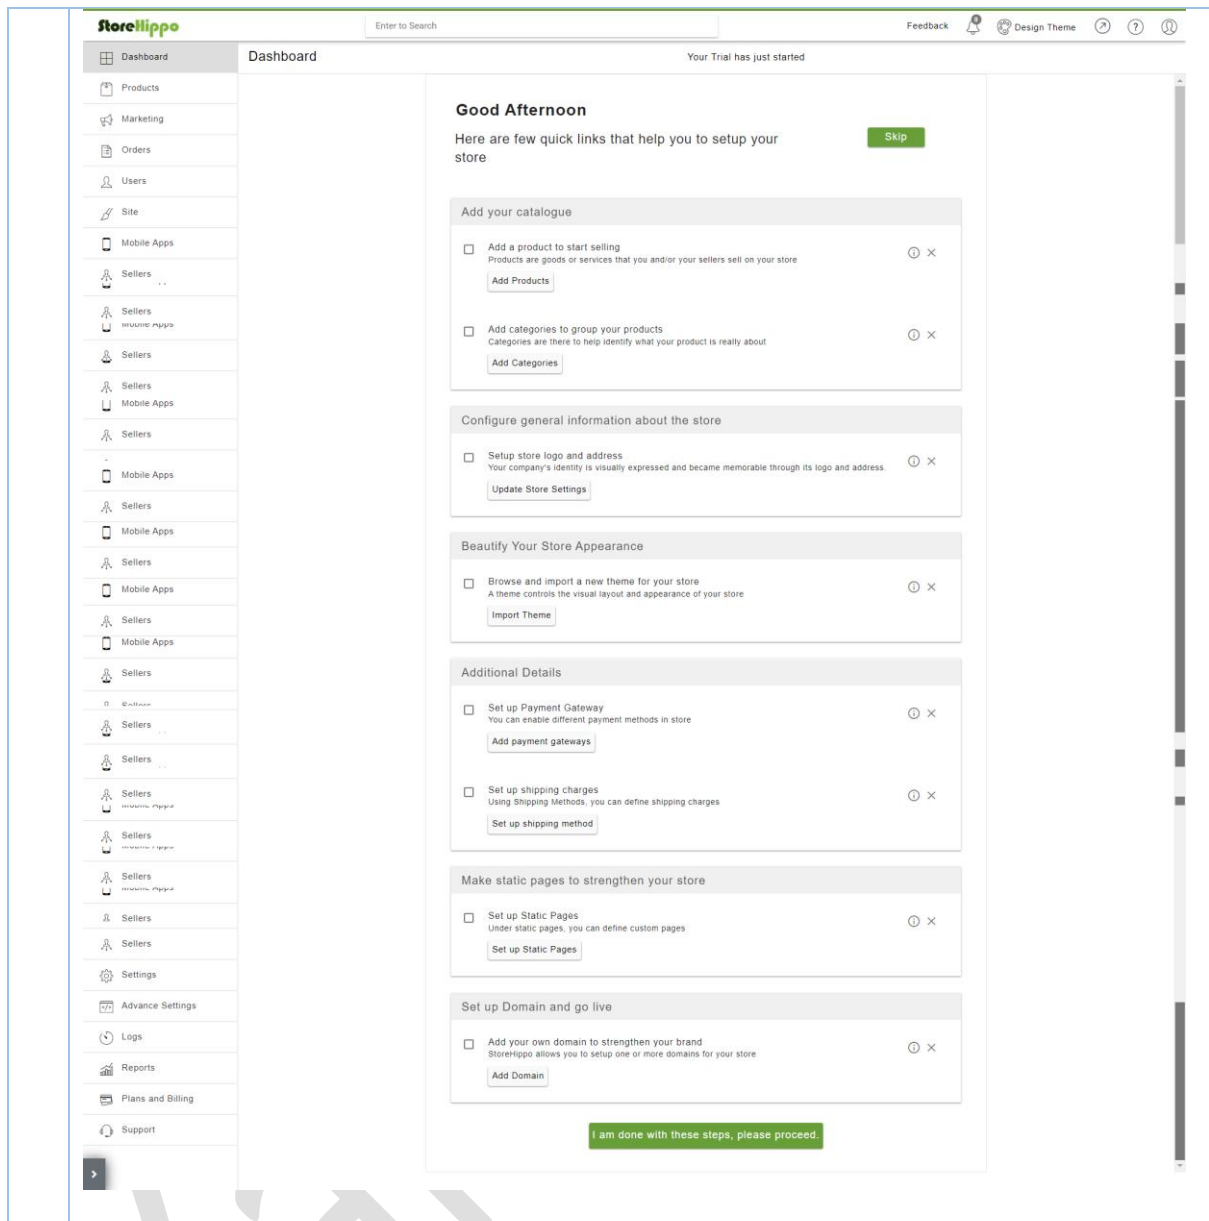 StoreHippo
Enter to Search
Feedback
0
Design Theme
Dashboard
Products
Marketing
Orders
Users
Site
Mobile Apps
Sellers
Sellers
Mobile Apps
Sellers
Sellers
Mobile Apps
Sellers
Mobile Apps
Sellers
Mobile Apps
Sellers
Mobile Apps
Sellers
Mobile Apps
Sellers
Sellers
Sellers
Sellers
Sellers
Mobile Apps
Sellers
Mobile Apps
Sellers
Mobile Apps
Sellers
Sellers
Settings
Advance Settings
Logs
Reports
Plans and Billing
Support
Dashboard
Your Trial has just started
Good Afternoon
Here are few quick links that help you to setup your
store
Skip
Add your catalogue
Add a product to start selling
Products are goods or services that you and/or your sellers sell on your store
Add Products
Add categories to group your products
Categories are there to help identify what your product is really about
Add Categories
Configure general information about the store
Setup store logo and address
Your company's identity is visually expressed and became memorable through its logo and address.
Update Store Settings
Beautify Your Store Appearance
Browse and import a new theme for your store
A theme controls the visual layout and appearance of your store
Import Theme
Additional Details
Set up Payment Gateway
You can enable different payment methods in store
Add payment gateways
Set up shipping charges
Using Shipping Methods, you can define shipping charges
Set up shipping method
Make static pages to strengthen your store
Set up Static Pages
Under static pages, you can define custom pages
Set up Static Pages
Set up Domain and go live
Add your own domain to strengthen your brand
StoreHippo allows you to setup one or more domains for your store
Add Domain
I am done with these steps, please proceed.